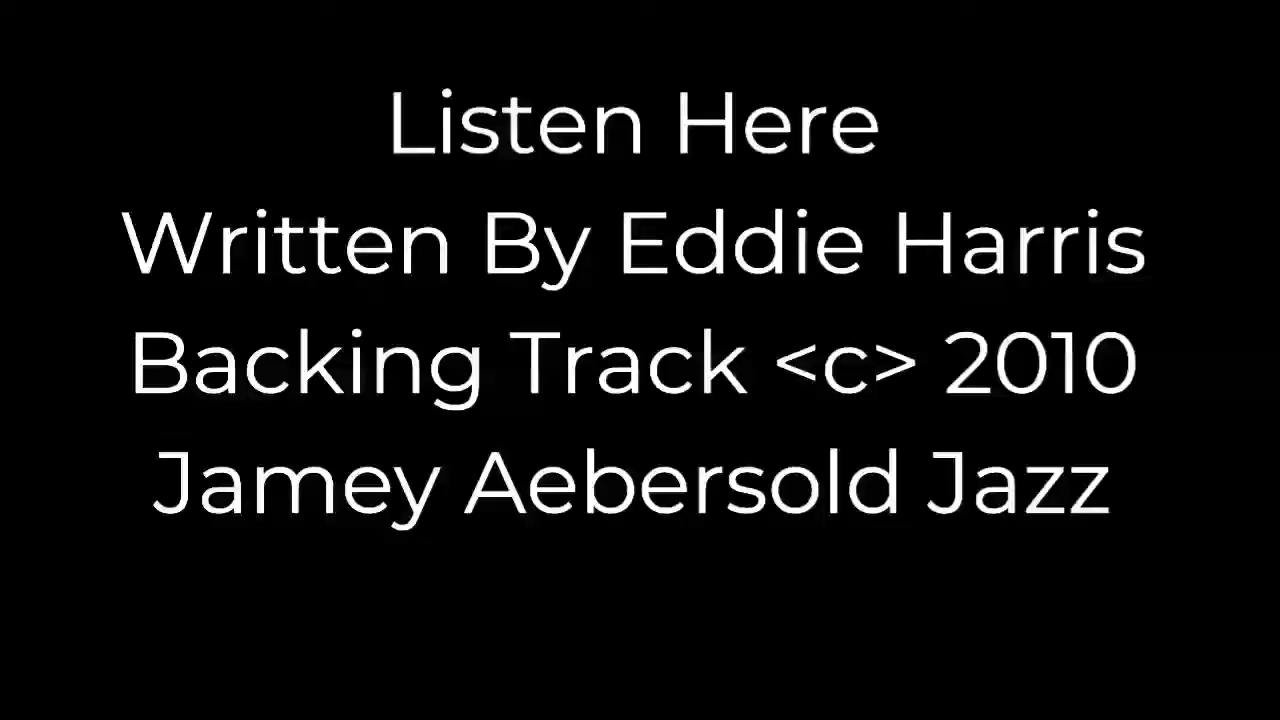 Listen Here
Written By Eddie Harris
Backing Track <c> 2010
Jamey Aebersold Jazz